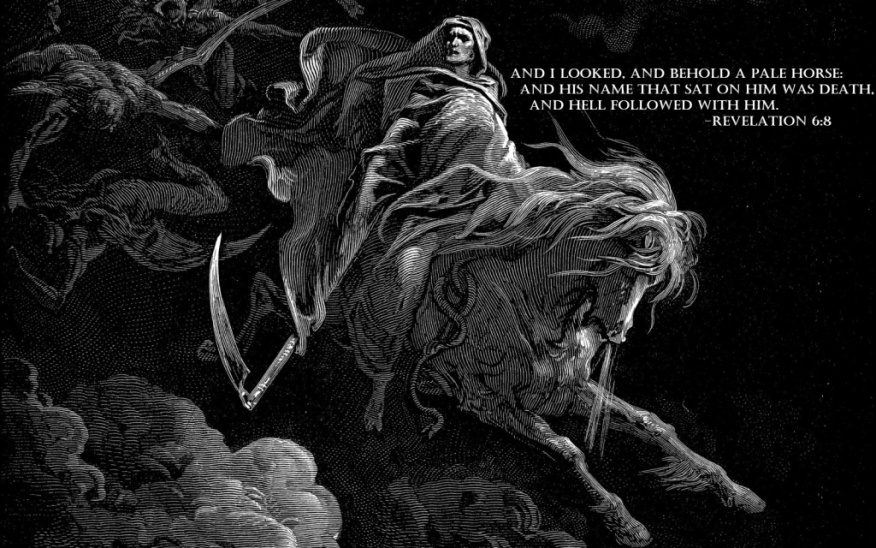 AND I LOOKED, AND BEHOLD A PALE HORSE:
AND HIS NAME THAT SAT ON HIM WAS DEATH,
AND HELL FOLLOWED WITH HIM.
-REVELATION 6:8